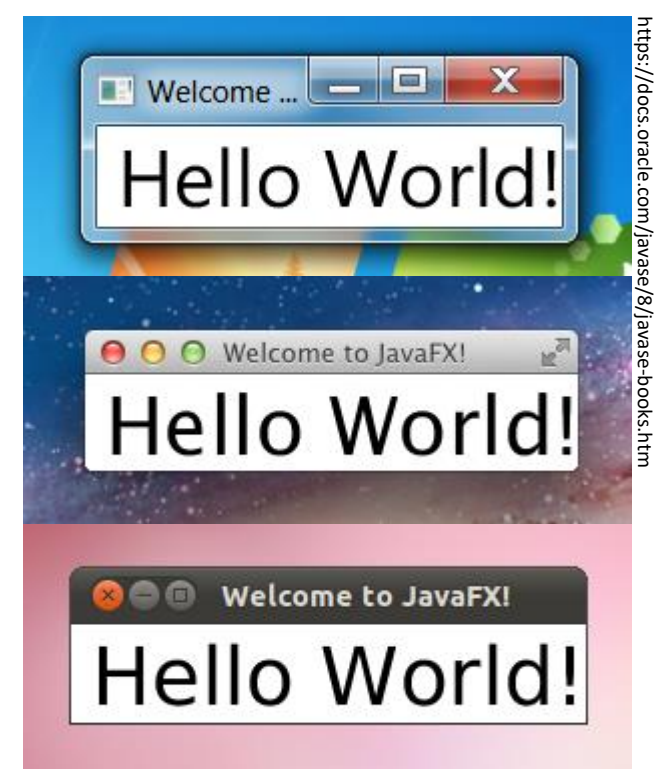 Welcome ...
Hello World!
Welcome to JavaFX!
Hello World!
Welcome to JavaFX!
Hello World!
https://docs.oracle.com/javase/8/javase-books.htm